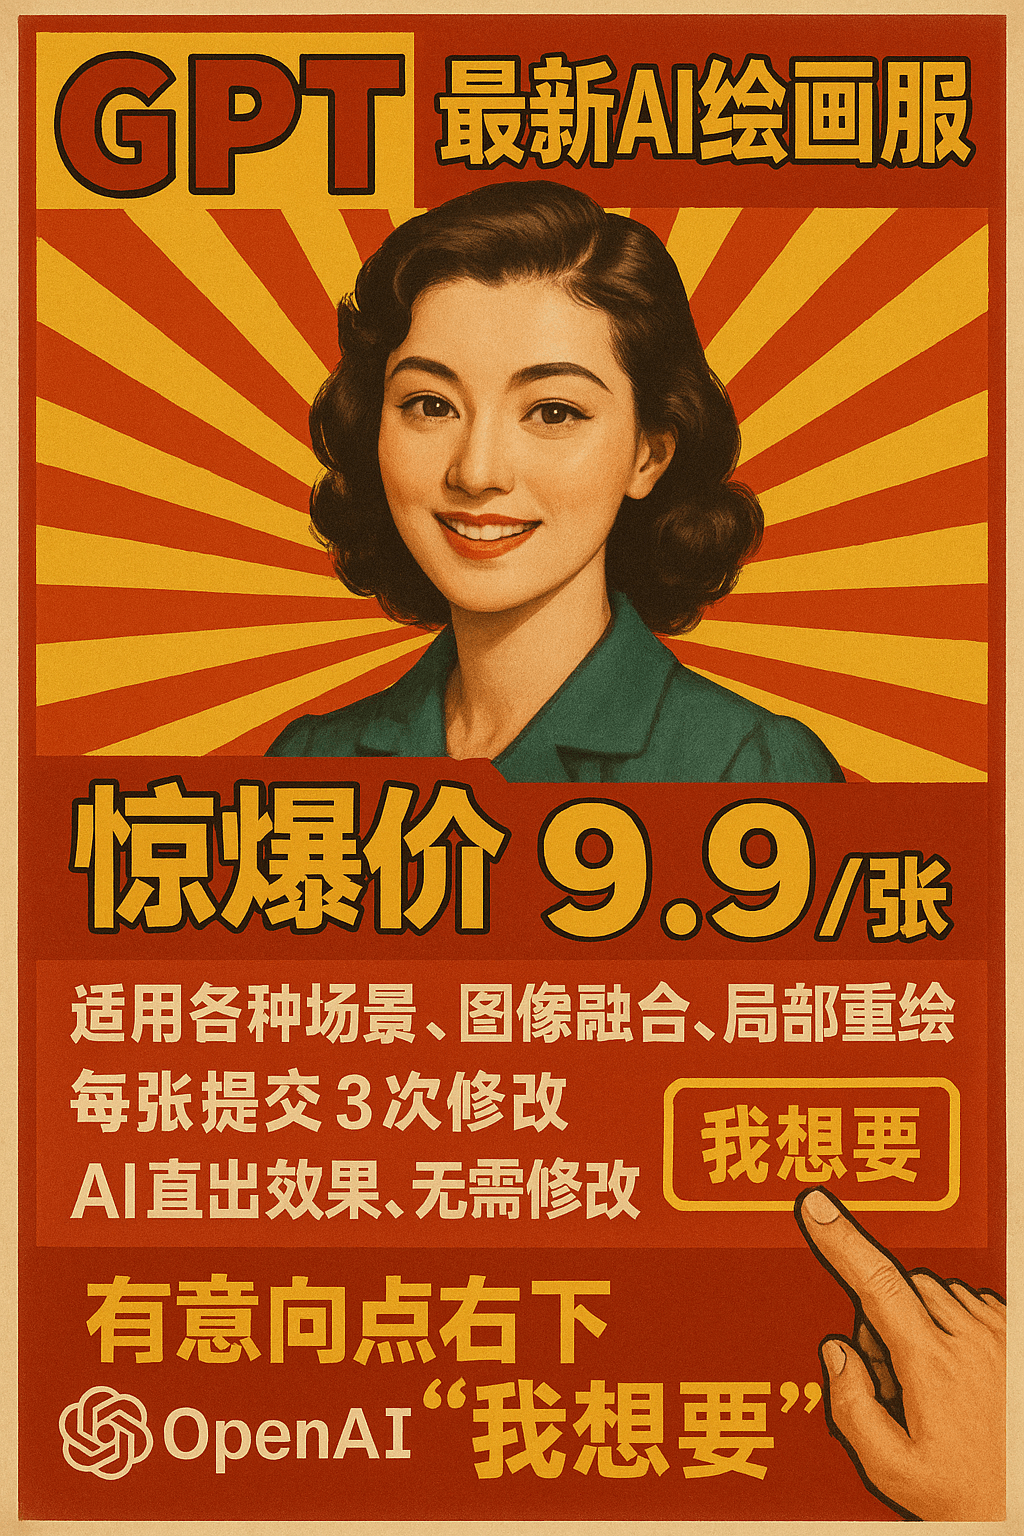 GPT 最新AI绘画服
惊爆价 9.9/张
适用各种场景、图像融合、局部重绘
每张提交3次修改
AI直出效果、无需修改
我想要
有意向点右下
OpenAI “我想要”